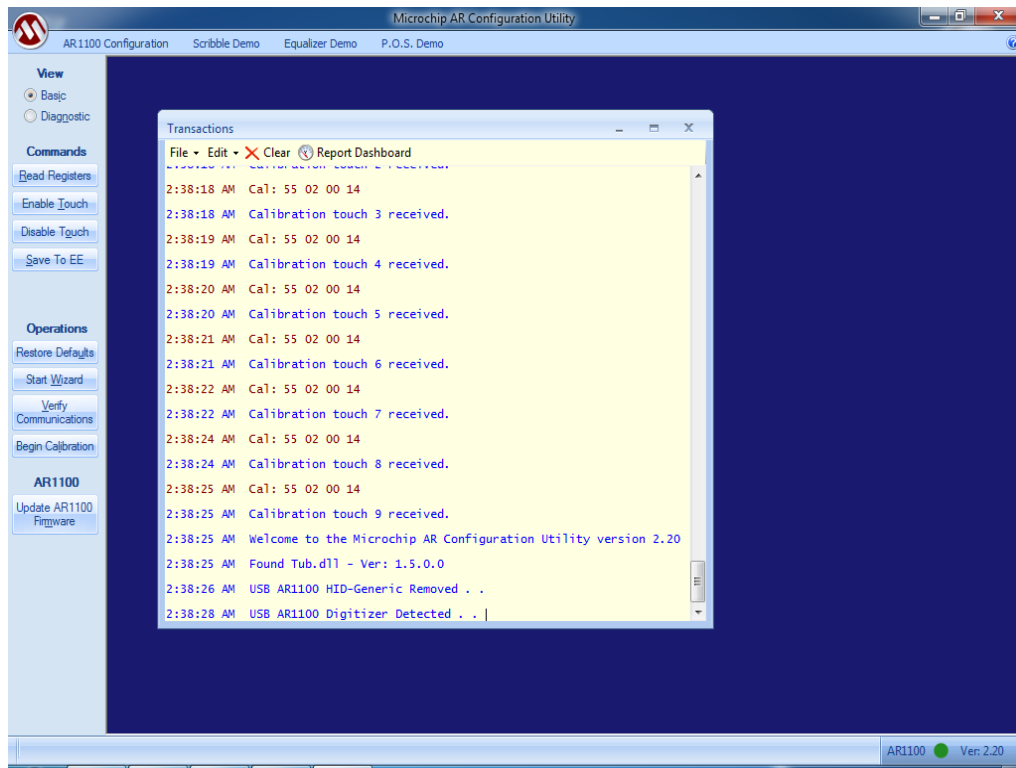 Microchip AR Configuration Utility
AR1100 Configuration Scribble Demo Equalizer Demo P.O.S. Demo
View
Basic
Diagnostic
Commands
Read Registers
Enable Touch
Disable Touch
Save To EE
Operations
Restore Defaults
Start Wizard
Verify
Communications
Begin Calibration
AR1100
Update AR1100
Firmware
Transactions
File Edit Clear Report Dashboard
2:38:18 AM Cal: 55 02 00 14
2:38:18 AM Calibration touch 3 received.
2:38:19 AM Cal: 55 02 00 14
2:38:19 AM Calibration touch 4 received.
2:38:20 AM Cal: 55 02 00 14
2:38:20 AM Calibration touch 5 received.
2:38:21 AM Cal: 55 02 00 14
2:38:21 AM Calibration touch 6 received.
2:38:22 AM Cal: 55 02 00 14
2:38:22 AM Calibration touch 7 received.
2:38:24 AM Cal: 55 02 00 14
2:38:24 AM Calibration touch 8 received.
2:38:25 AM Cal: 55 02 00 14
2:38:25 AM Calibration touch 9 received.
2:38:25 AM Welcome to the Microchip AR Configuration Utility version 2.20
2:38:25 AM Found Tub.dll - Ver: 1.5.0.0
2:38:26 AM USB AR1100 HID-Generic Removed . .
2:38:28 AM USB AR1100 Digitizer Detected . .
AR1100 Ver: 2.20